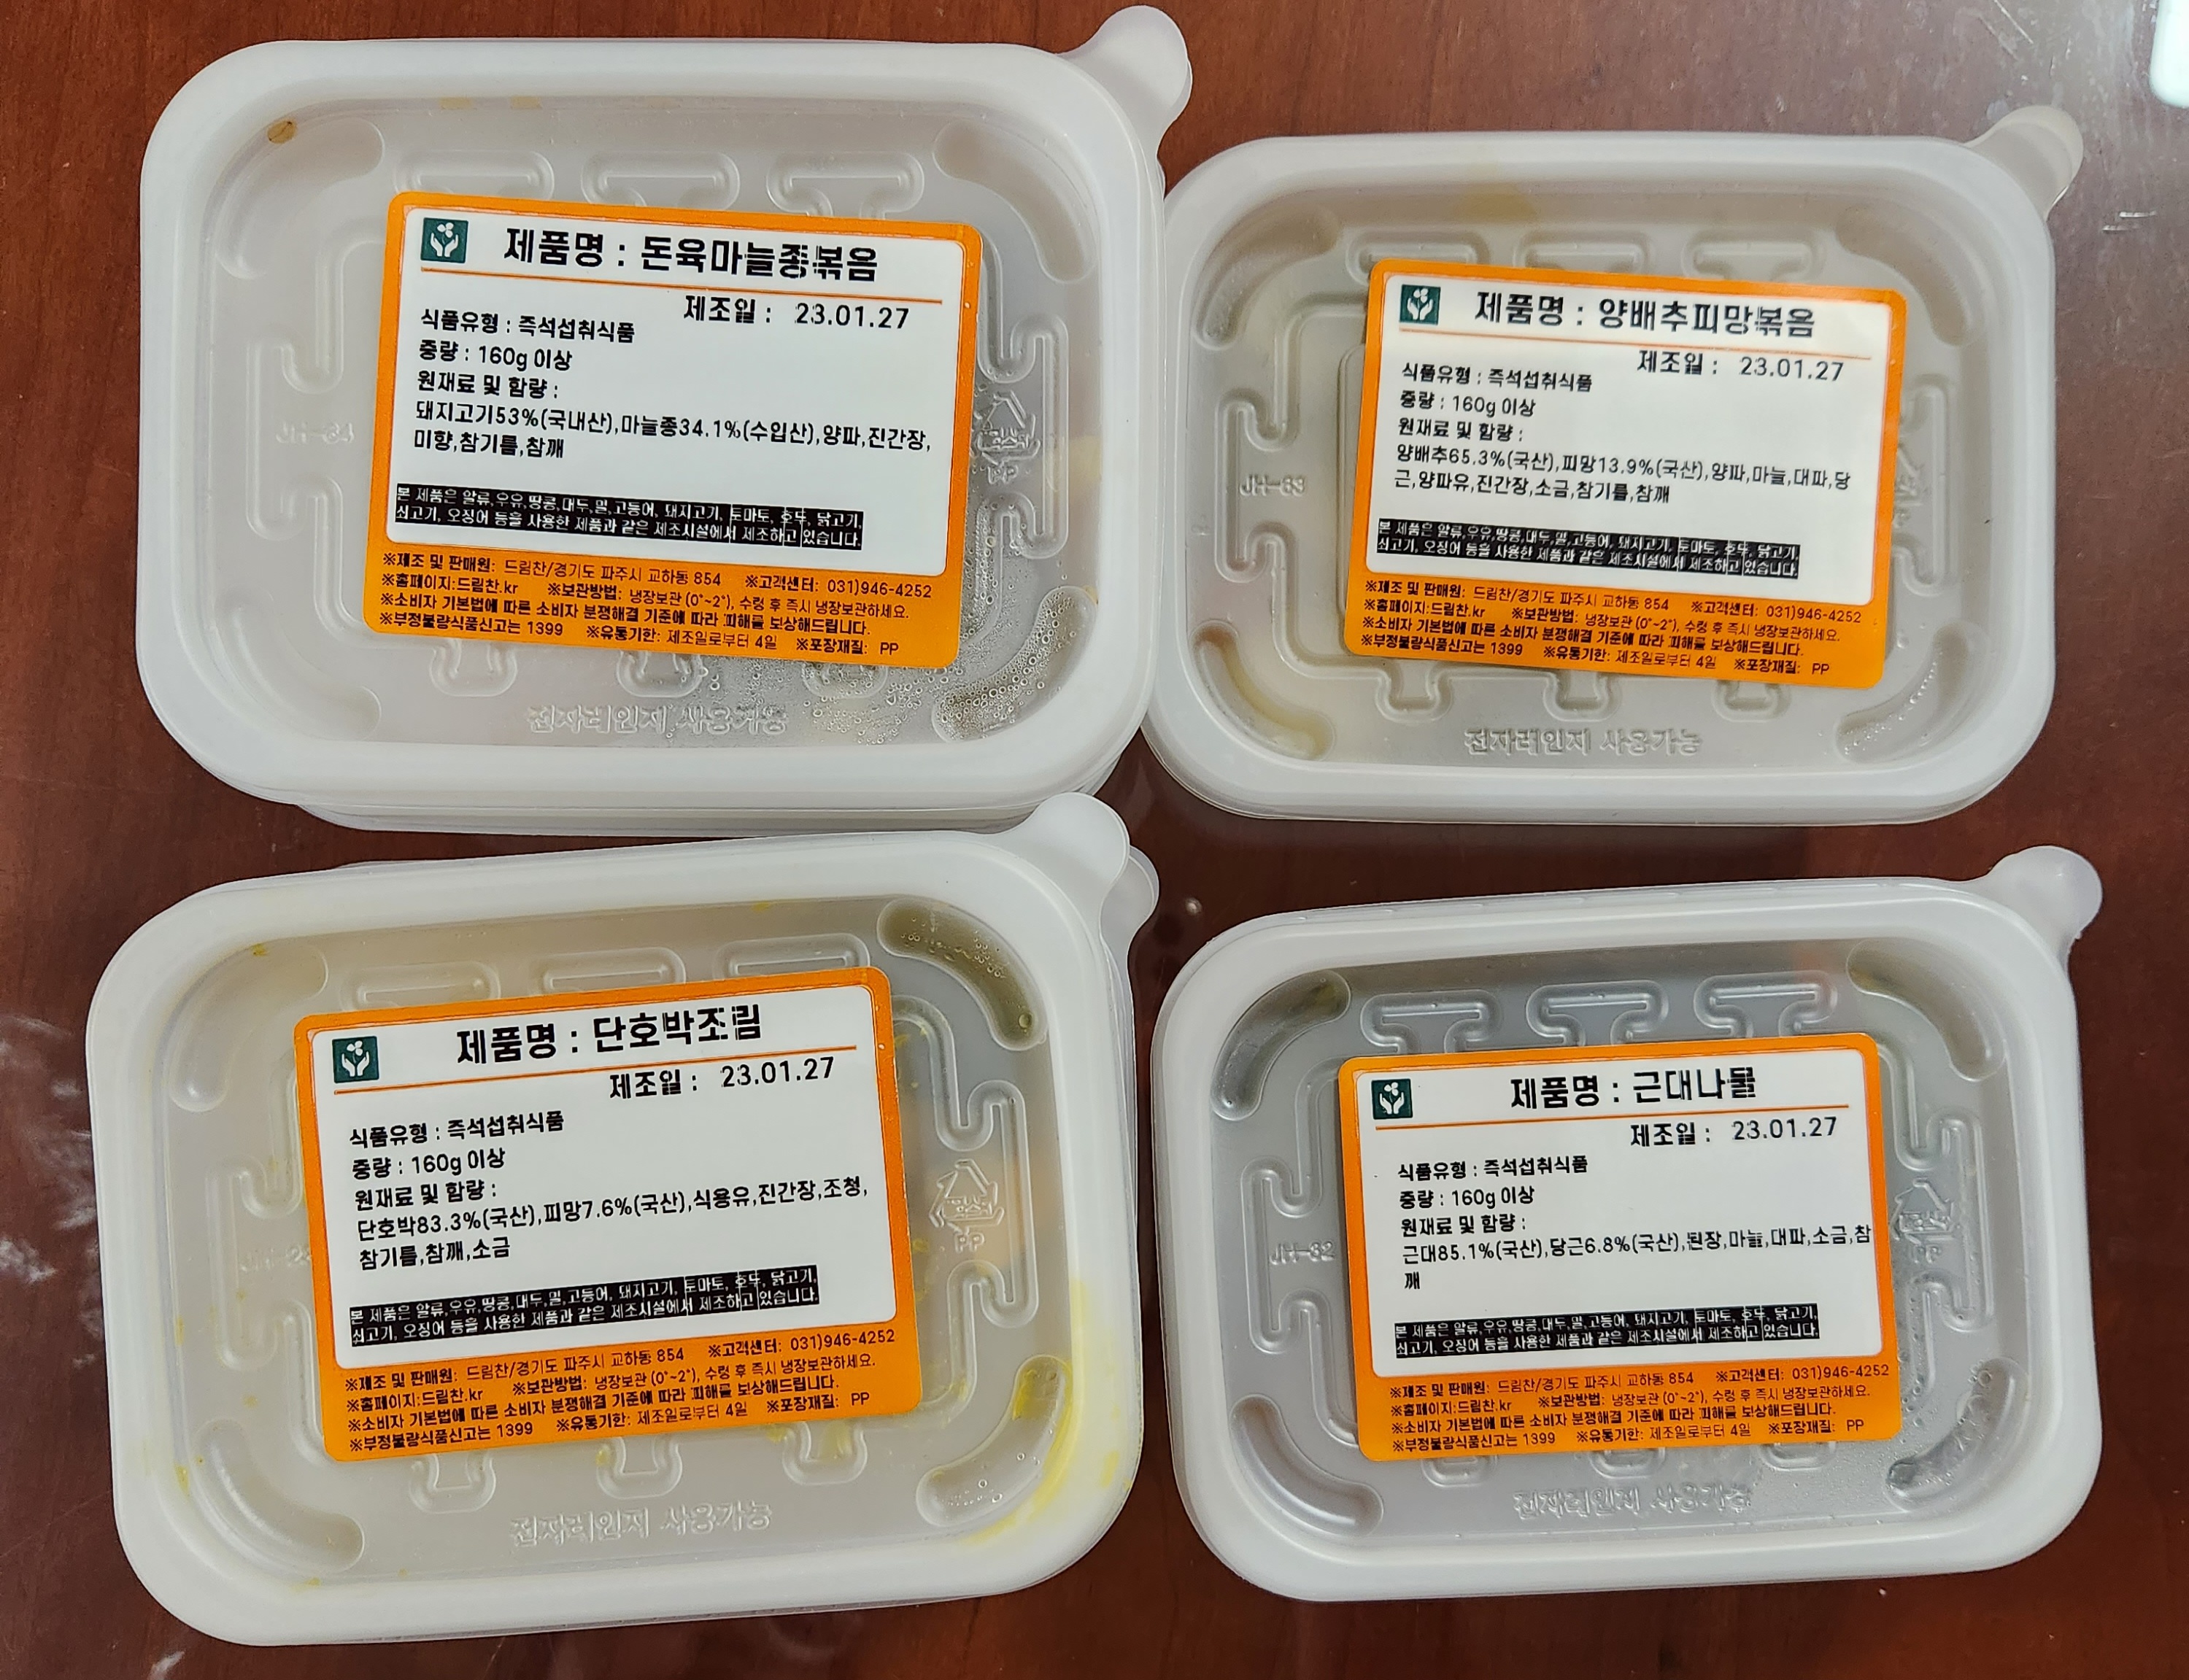 제품명 : 돈육마늘종볶음
제조일 : 23.01.27
식품유형 : 즉석섭취식품
중량 : 160g 이상
원재료 및 함량 :
돼지고기53%(국내산),마늘종34.1%(수입산),양파,진간장,
미향,참기름,참깨
본 제품은 알류,우유,땅콩,대두,밀,고등어, 돼지고기, 토마토, 호두, 닭고기,
쇠고기, 오징어 등을 사용한 제품과 같은 제조시설에서 제조하고 있습니다.
※제조 및 판매원: 드림찬/경기도 파주시 교하동 854 ※고객센터: 031)946-4252
※홈페이지:드림찬.kr ※보관방법: 냉장보관 (0°~2°), 수령 후 즉시 냉장보관하세요.
※소비자 기본법에 따른 소비자 분쟁해결 기준에 따라 피해를 보상해드립니다.
※부정불량식품신고는 1399 ※유통기한: 제조일로부터 4일 ※포장재질: PP
JH-34
PP
전자레인지 사용가능
제품명 : 양배추피망볶음
제조일 : 23.01.27
식품유형 : 즉석섭취식품
중량 : 160g 이상
원재료 및 함량 :
양배추65.3%(국산),피망13.9%(국산),양파,마늘,대파,당
근,양파유,진간장,소금,참기름,참깨
본 제품은 알류,우유,땅콩,대두,밀,고등어, 돼지고기, 토마토, 호두, 닭고기,
쇠고기, 오징어 등을 사용한 제품과 같은 제조시설에서 제조하고 있습니다.
※제조 및 판매원: 드림찬/경기도 파주시 교하동 854 ※고객센터: 031)946-4252
※홈페이지:드림찬.kr ※보관방법: 냉장보관 (0°~2°), 수령 후 즉시 냉장보관하세요.
※소비자 기본법에 따른 소비자 분쟁해결 기준에 따라 피해를 보상해드립니다.
※부정불량식품신고는 1399 ※유통기한: 제조일로부터 4일 ※포장재질: PP
JH-33
전자레인지 사용가능
제품명 : 단호박조림
제조일 : 23.01.27
식품유형 : 즉석섭취식품
중량 : 160g 이상
원재료 및 함량 :
단호박83.3%(국산),피망7.6%(국산),식용유,진간장,조청,
참기름,참깨,소금
본 제품은 알류,우유,땅콩,대두,밀,고등어, 돼지고기, 토마토, 호두, 닭고기,
쇠고기, 오징어 등을 사용한 제품과 같은 제조시설에서 제조하고 있습니다.
※제조 및 판매원: 드림찬/경기도 파주시 교하동 854 ※고객센터: 031)946-4252
※홈페이지:드림찬.kr ※보관방법: 냉장보관 (0°~2°), 수령 후 즉시 냉장보관하세요.
※소비자 기본법에 따른 소비자 분쟁해결 기준에 따라 피해를 보상해드립니다.
※부정불량식품신고는 1399 ※유통기한: 제조일로부터 4일 ※포장재질: PP
PP
전자레인지 사용가능
제품명 : 근대나물
제조일 : 23.01.27
식품유형 : 즉석섭취식품
중량 : 160g 이상
원재료 및 함량 :
근대85.1%(국산),당근6.8%(국산),된장,마늘,대파,소금,참
깨
본 제품은 알류,우유,땅콩,대두,밀,고등어, 돼지고기, 토마토, 호두, 닭고기,
쇠고기, 오징어 등을 사용한 제품과 같은 제조시설에서 제조하고 있습니다.
※제조 및 판매원: 드림찬/경기도 파주시 교하동 854 ※고객센터: 031)946-4252
※홈페이지:드림찬.kr ※보관방법: 냉장보관 (0°~2°), 수령 후 즉시 냉장보관하세요.
※소비자 기본법에 따른 소비자 분쟁해결 기준에 따라 피해를 보상해드립니다.
※부정불량식품신고는 1399 ※유통기한: 제조일로부터 4일 ※포장재질: PP
JH-32
PP
전자레인지 사용가능